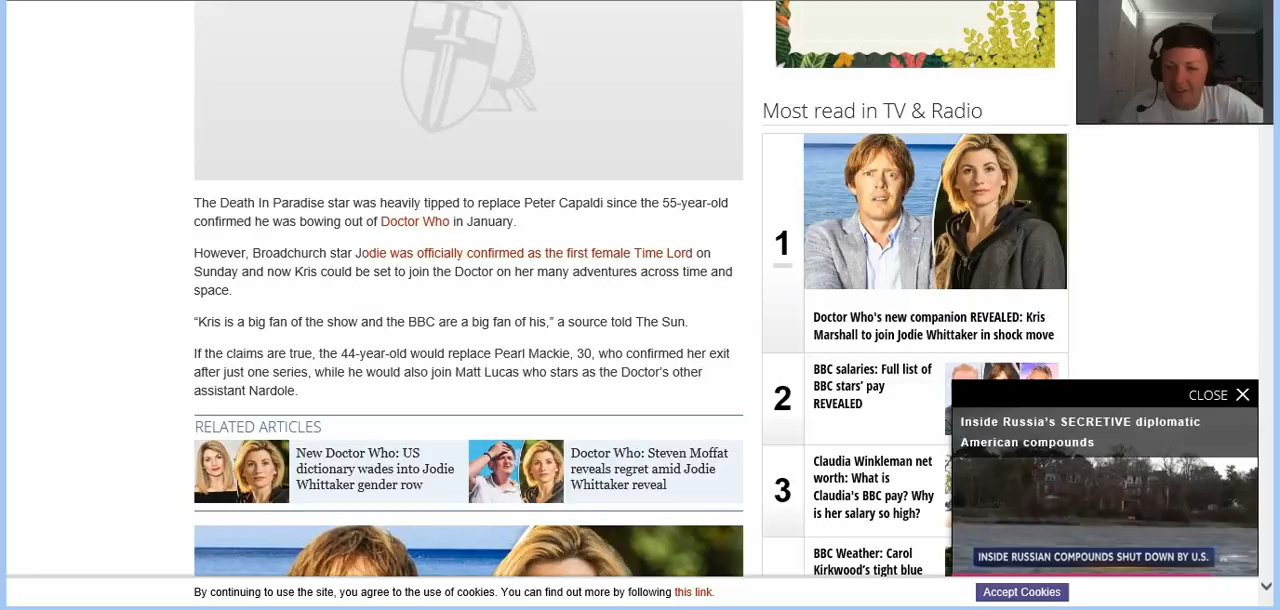 The Death In Paradise star was heavily tipped to replace Peter Capaldi since the 55-year-old
confirmed he was bowing out of Doctor Who in January.
However, Broadchurch star Jodie was officially confirmed as the first female Time Lord on
Sunday and now Kris could be set to join the Doctor on her many adventures across time and
space.
“Kris is a big fan of the show and the BBC are a big fan of his,” a source told The Sun.
If the claims are true, the 44-year-old would replace Pearl Mackie, 30, who confirmed her exit
after just one series, while he would also join Matt Lucas who stars as the Doctor’s other
assistant Nardole.
RELATED ARTICLES
New Doctor Who: US
dictionary wades into Jodie
Whittaker gender row
Doctor Who: Steven Moffat
reveals regret amid Jodie
Whittaker reveal
Most read in TV & Radio
1
Doctor Who's new companion REVEALED: Kris
Marshall to join Jodie Whittaker in shock move
2
BBC salaries: Full list of
BBC stars’ pay
REVEALED
3
Claudia Winkleman net
worth: What is
Claudia's BBC pay? Why
is her salary so high?
BBC Weather: Carol
Kirkwood’s tight blue
CLOSE X
Inside Russia's SECRETIVE diplomatic
American compounds
INSIDE RUSSIAN COMPOUNDS SHUT DOWN BY U.S.
By continuing to use the site, you agree to the use of cookies. You can find out more by following this link.
Accept Cookies